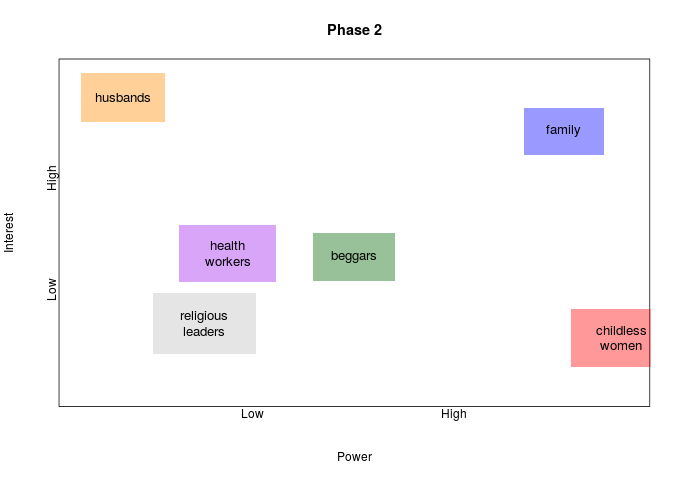 Phase 2
husbands
family
High
Interest
health
workers
beggars
Low
religious
leaders
childless
women
Low
High
Power